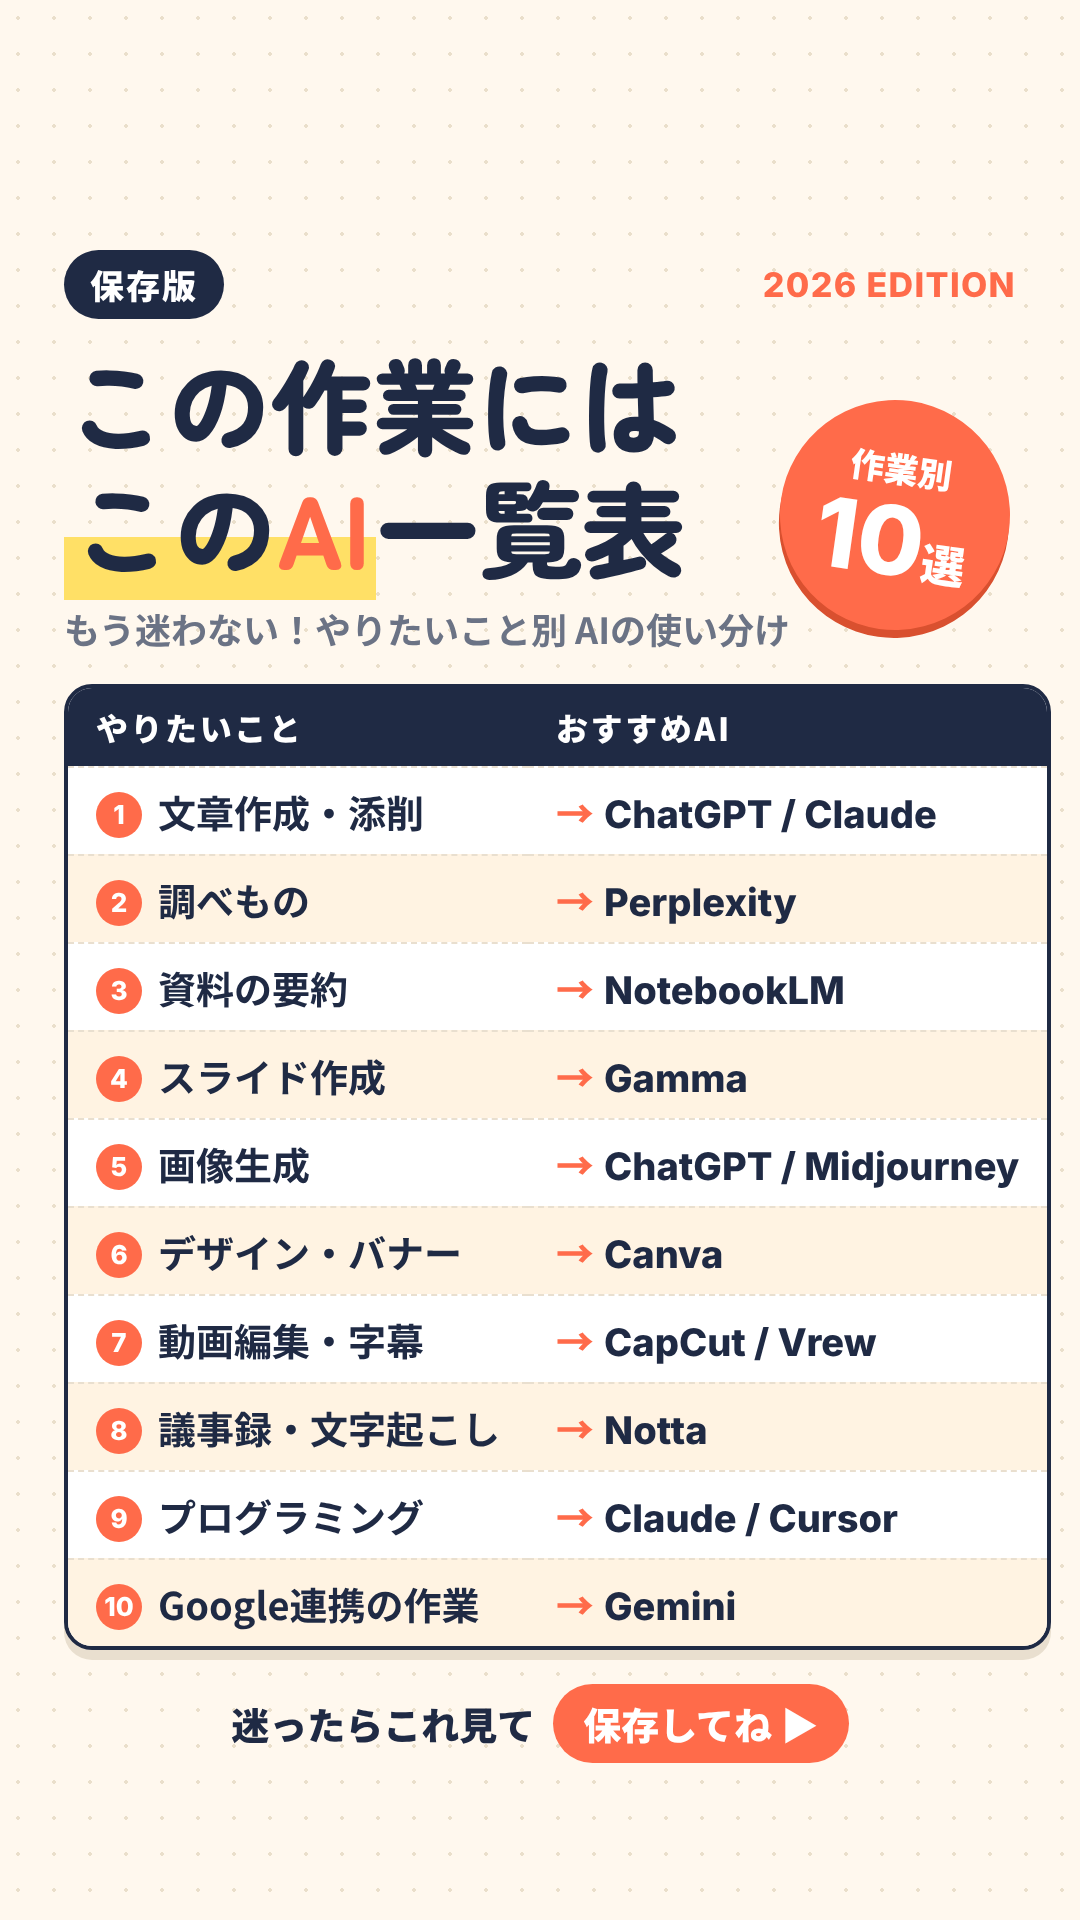 保存版
2026 EDITION
この作業には
このAI一覧表
作業別
10選
もう迷わない！やりたいこと別 AIの使い分け
やりたいこと おすすめAI
1 文章作成・添削 → ChatGPT / Claude
2 調べもの → Perplexity
3 資料の要約 → NotebookLM
4 スライド作成 → Gamma
5 画像生成 → ChatGPT / Midjourney
6 デザイン・バナー → Canva
7 動画編集・字幕 → CapCut / Vrew
8 議事録・文字起こし → Notta
9 プログラミング → Claude / Cursor
10 Google連携の作業 → Gemini
迷ったらこれ見て 保存してね ▶